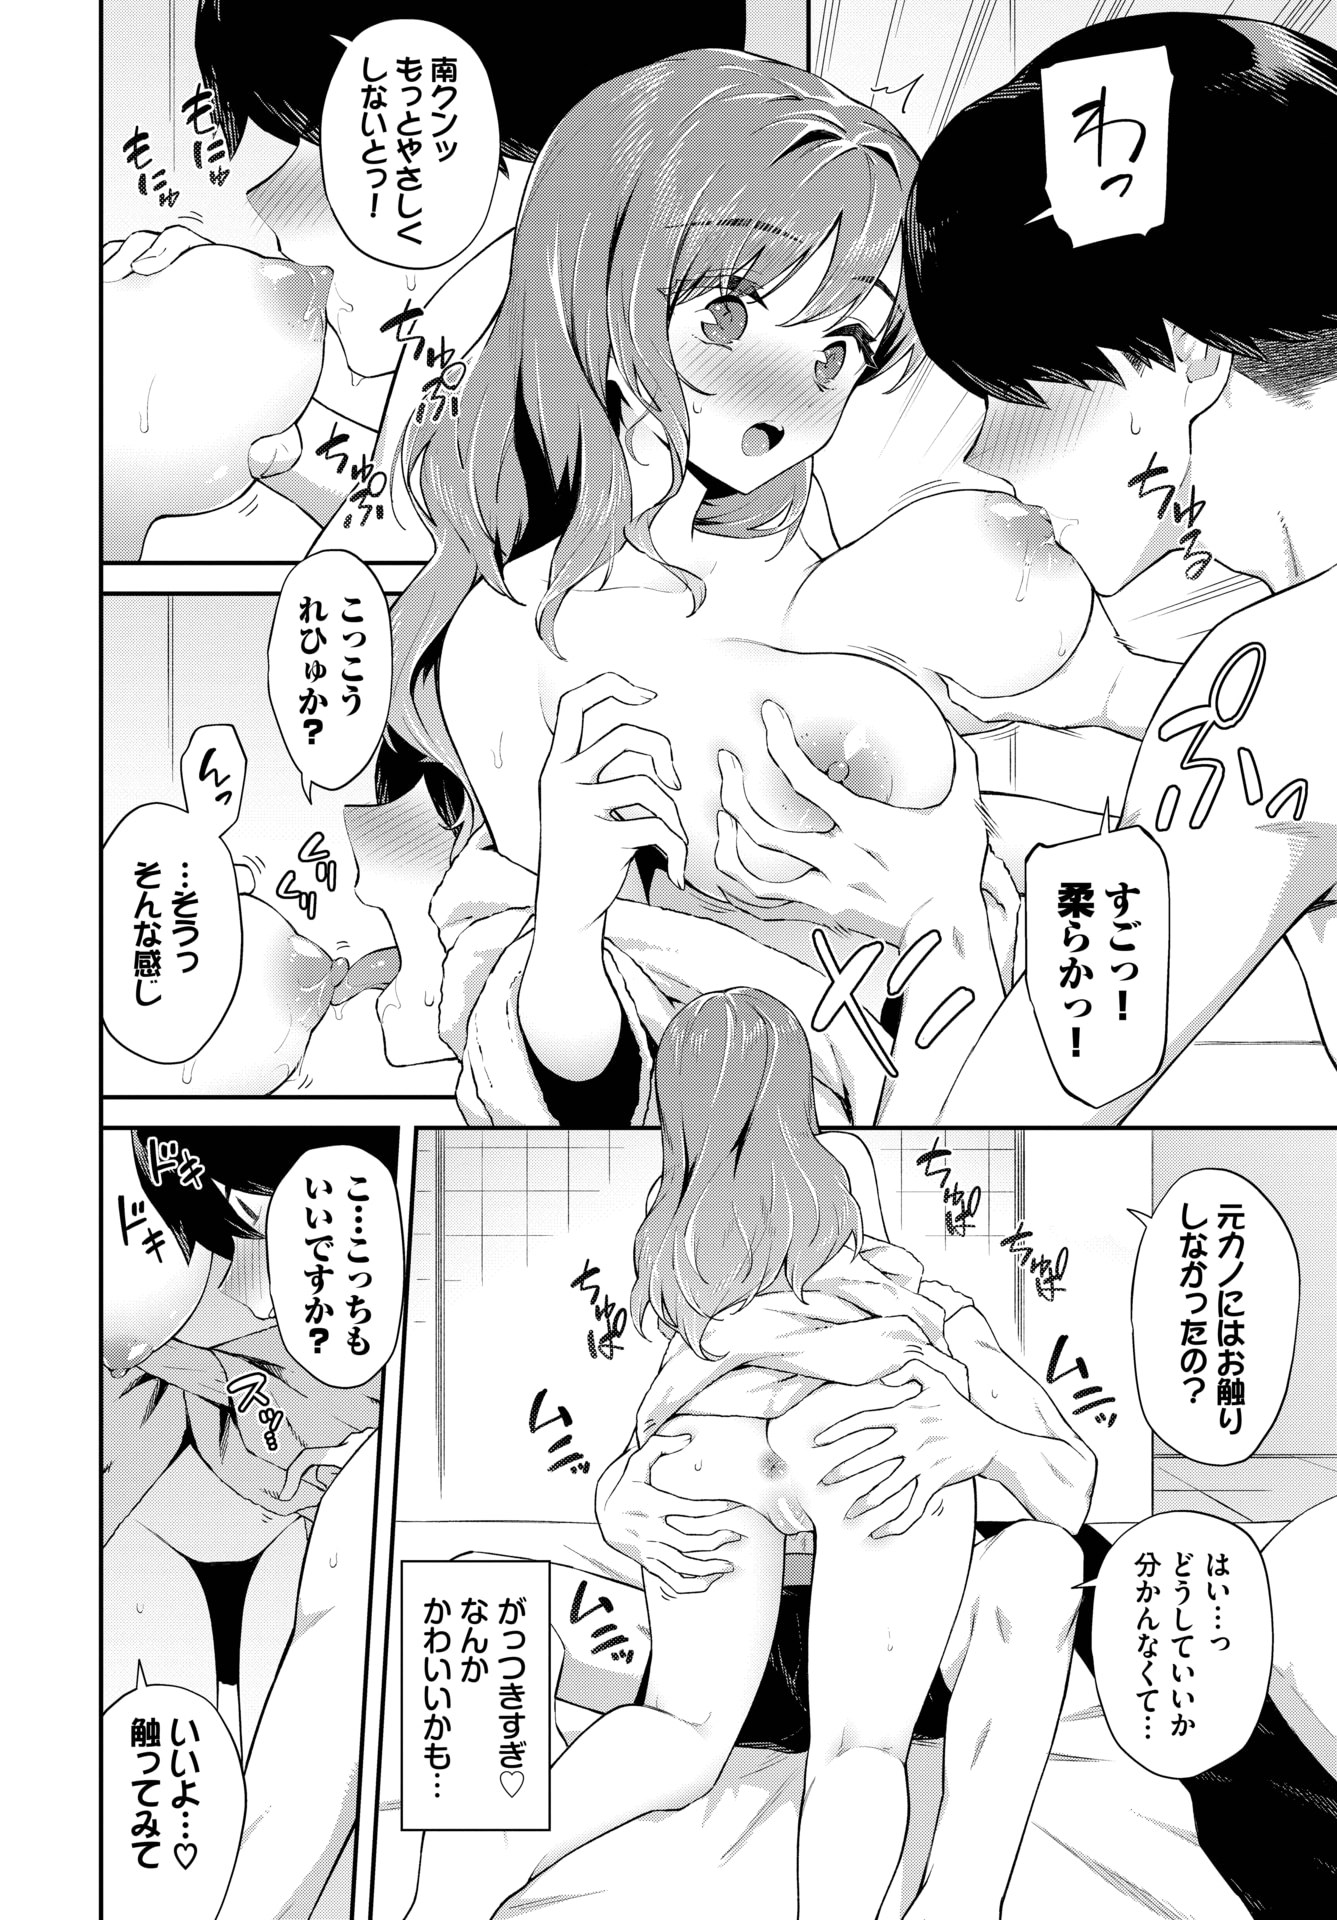 わっ
ちゅる
ぷ
すごっ！
柔らかっ！
南クンッ
もっとやさしく
しないとっ！
もにゅ
もにゅ
ちゅぷ
ちゅぷ
こっこう
れひゅか？
んっ
…そうっ
そんな感じ
元カノにはお触り
しなかったの？
はい…っ
どうしていいか
分かんなくて…
ちゅぱ
ちゅぱ
ちゅぱ
ムニッ
ムニッ
ムニッ
がっつきすぎ♡
なんか
かわいいかも…
こ…こっちも
いいですか？
ドキ
ドキ
スッ…
いいよ…♡
触ってみて